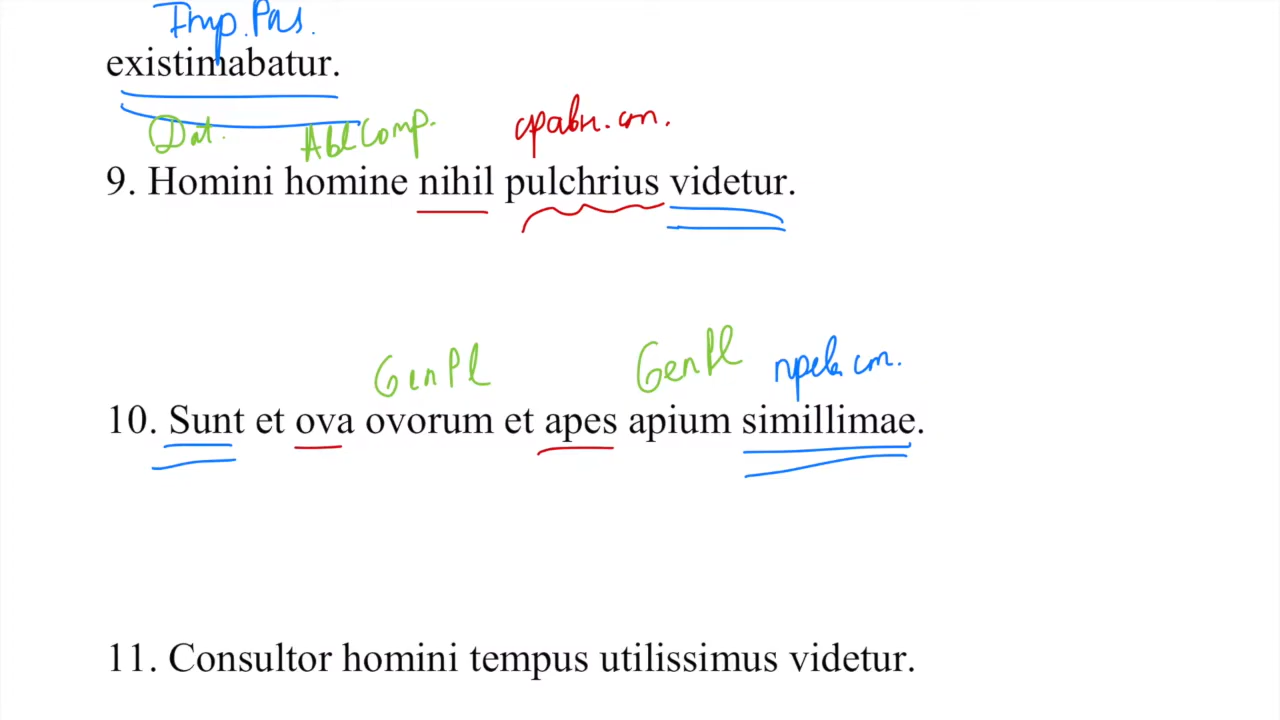 Imp. Pas.
existimabatur.
Dat. Abl Comp. сравн. ст.
9. Homini homine nihil pulchrius videtur.
Gen Pl Gen Pl прев. ст.
10. Sunt et ova ovorum et apes apium simillimae.
11. Consultor homini tempus utilissimus videtur.